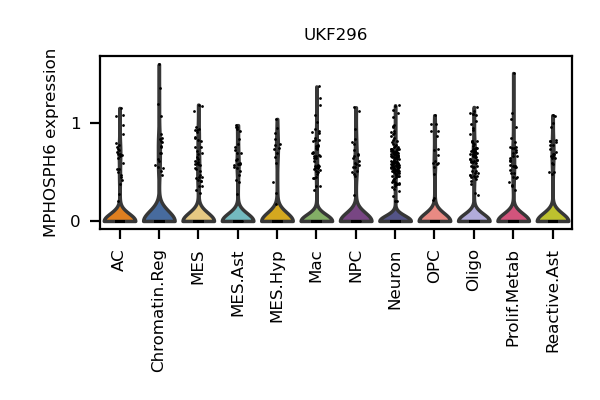 UKF296
MPHOSPH6 expression
1
0
AC
Chromatin.Reg
MES
MES.Ast
MES.Hyp
Mac
NPC
Neuron
OPC
Oligo
Prolif.Metab
Reactive.Ast